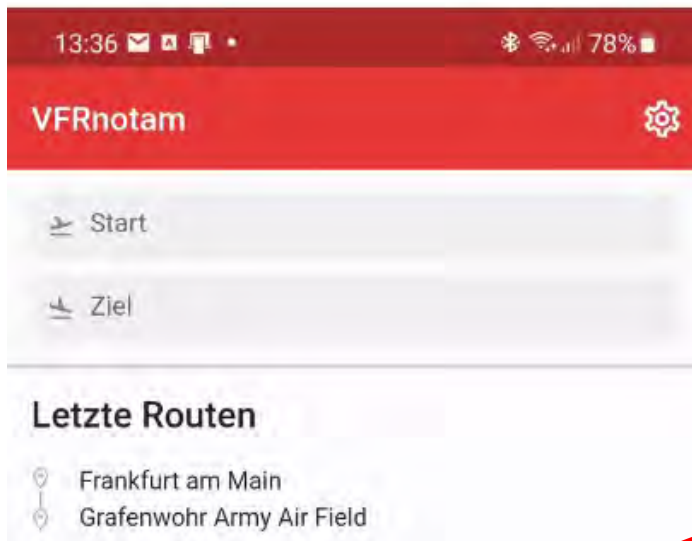 13:36
78%
VFRnotam
Start
Ziel
Letzte Routen
Frankfurt am Main
Grafenwohr Army Air Field